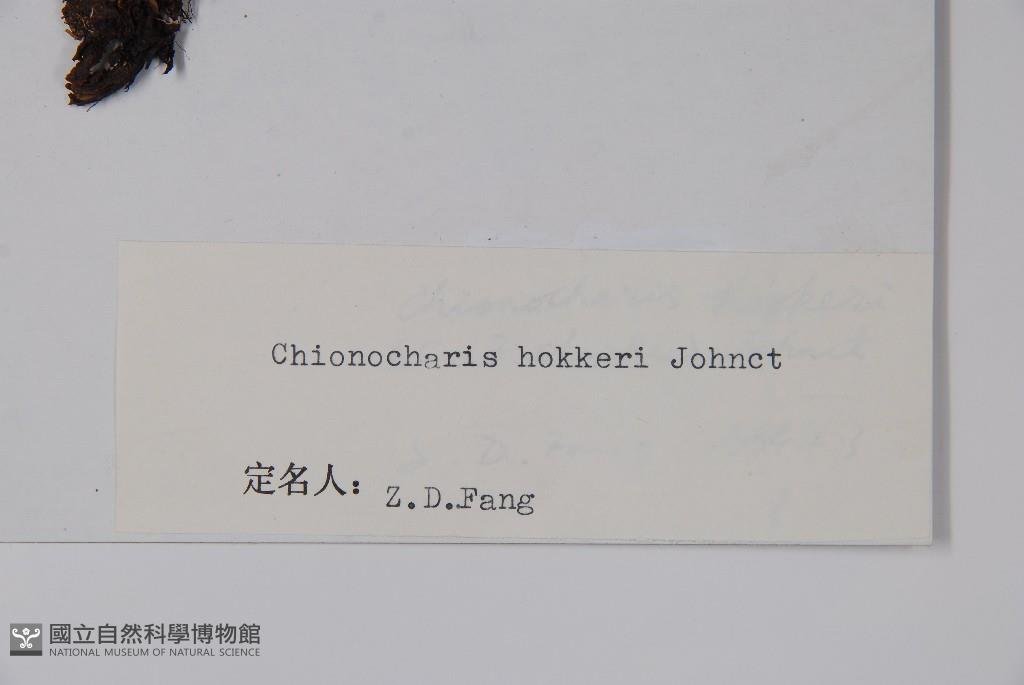 Chionocharis hokkeri Johnct
定名人：Z.D.Fang
國立自然科學博物館
NATIONAL MUSEUM OF NATURAL SCIENCE